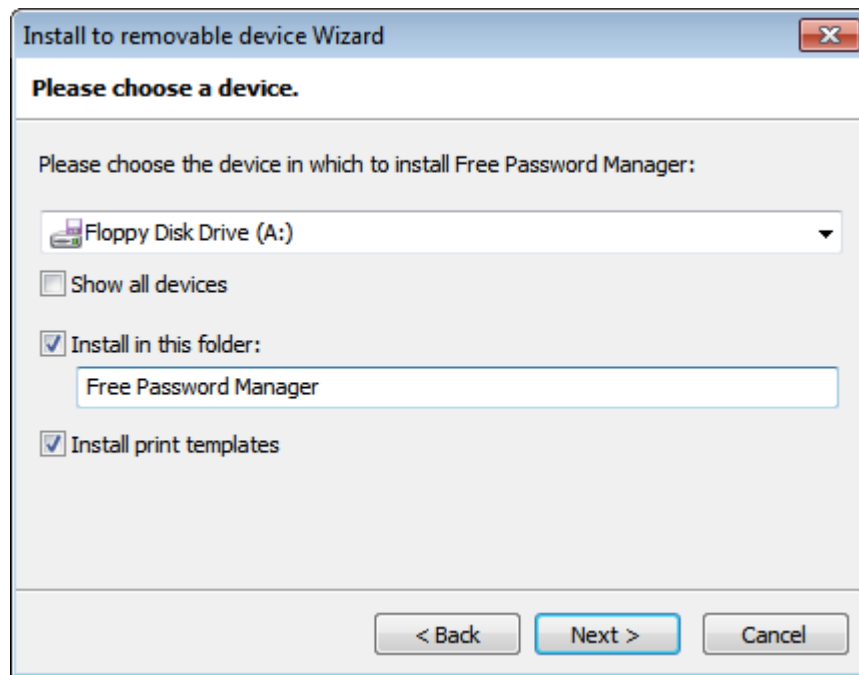 Install to removable device Wizard
Please choose a device.
Please choose the device in which to install Free Password Manager:
Floppy Disk Drive (A:)
Show all devices
Install in this folder:
Free Password Manager
Install print templates
< Back Next > Cancel